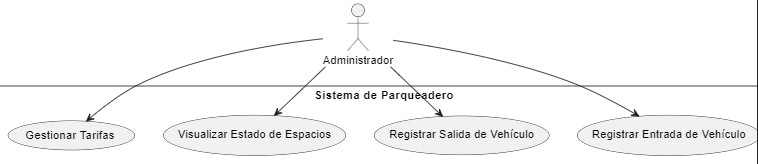 Administrador
Sistema de Parqueadero
Gestionar Tarifas
Visualizar Estado de Espacios
Registrar Salida de Vehículo
Registrar Entrada de Vehículo